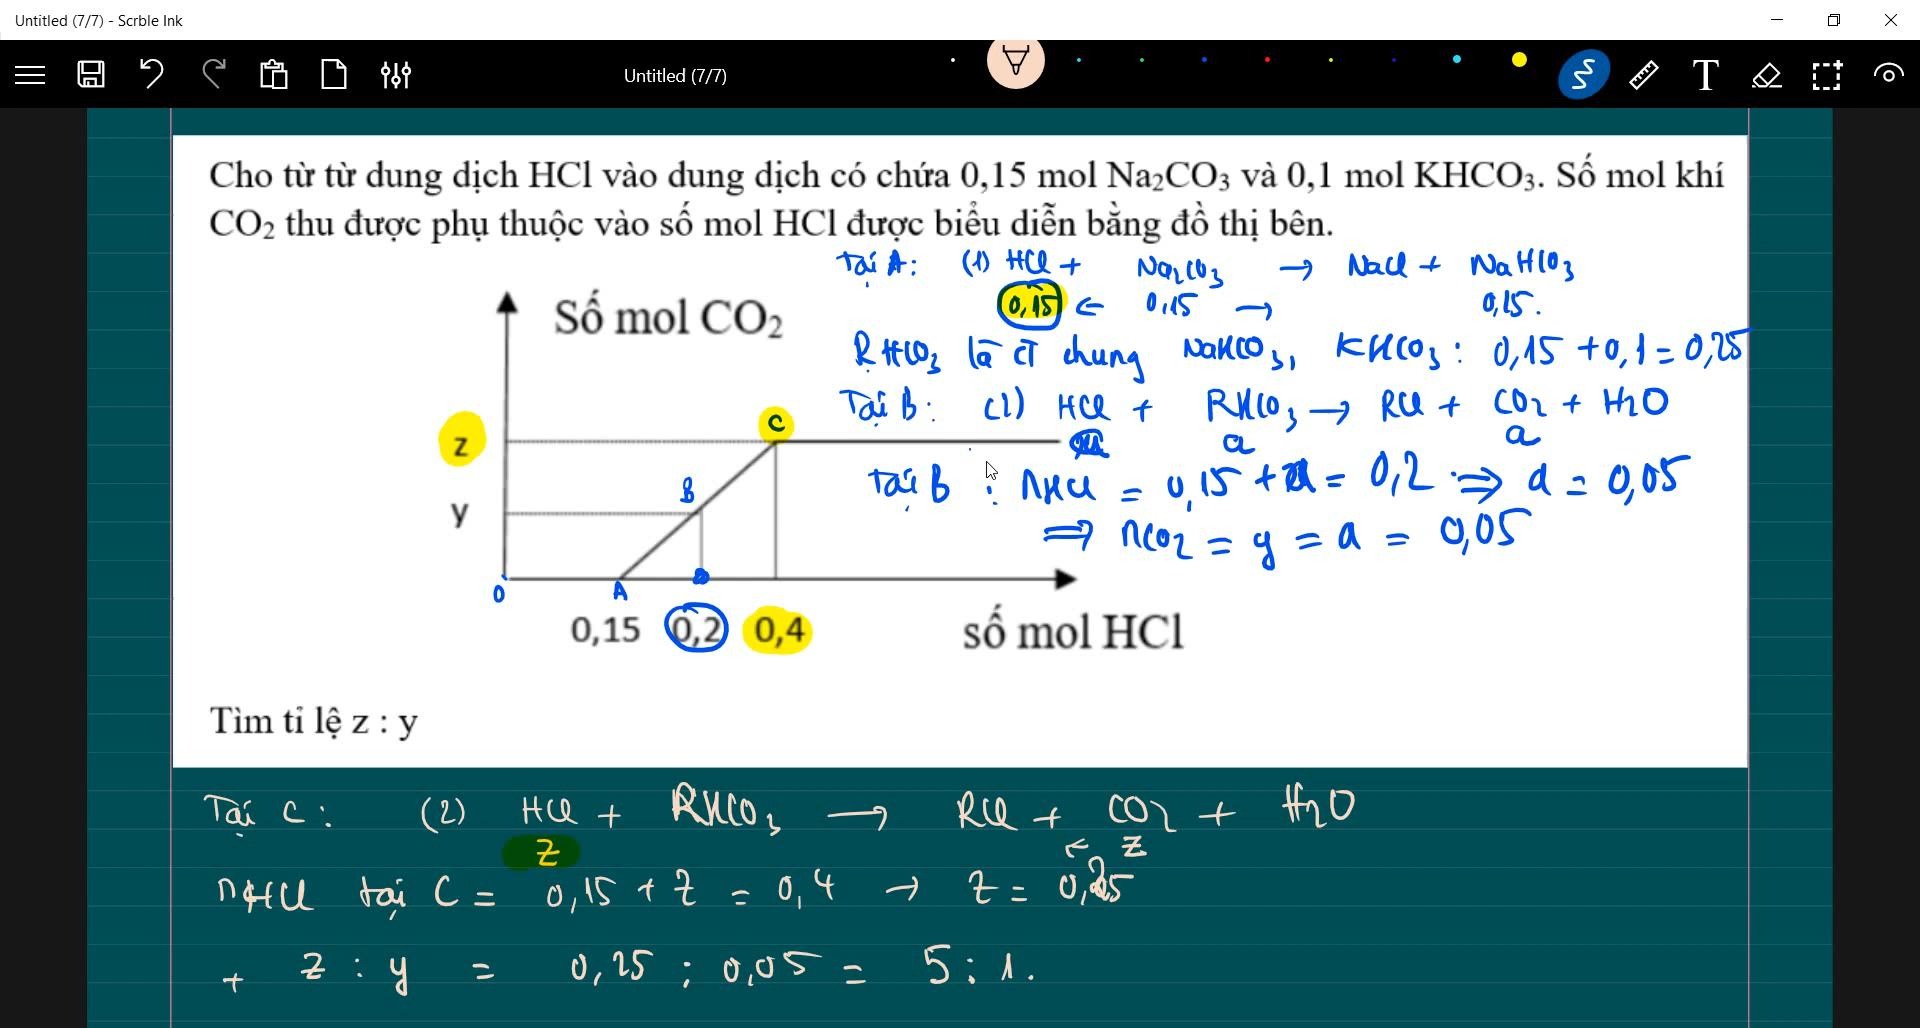 Untitled (7/7) - Scrble Ink
Untitled (7/7)
T
Cho từ từ dung dịch HCl vào dung dịch có chứa 0,15 mol Na₂CO₃ và 0,1 mol KHCO₃. Số mol khí
CO₂ thu được phụ thuộc vào số mol HCl được biểu diễn bằng đồ thị bên.
Tại A: (1) HCl + Na₂CO₃ → NaCl + NaHCO₃
0,15 ← 0,15 → 0,15.
Số mol CO₂
RHCO₃ là CT chung NaHCO₃, KHCO₃: 0,15 + 0,1 = 0,25
Tại B: (2) HCl + RHCO₃ → RCl + CO₂ + H₂O
a a
C
z
Tại B : nHCl = 0,15 + a = 0,2 ⇒ a = 0,05
B
y
⇒ nCO₂ = y = a = 0,05
O A
0,15 0,2 0,4 số mol HCl
Tìm tỉ lệ z : y
Tại C: (2) HCl + RHCO₃ → RCl + CO₂ + H₂O
z ← z
nHCl tại C = 0,15 + z = 0,4 → z = 0,25
+ z : y = 0,25 : 0,05 = 5 : 1.